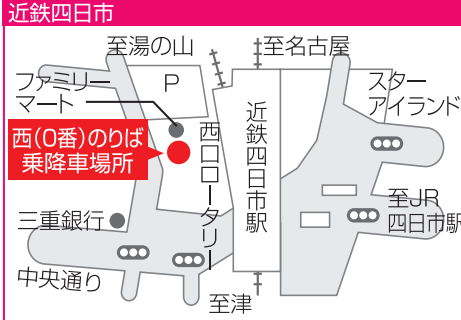 近鉄四日市
至湯の山
至名古屋
ファミリー
マート
P
スター
アイランド
西(0番)のりば
乗降車場所
西口ロータリー
近鉄四日市駅
至JR
四日市駅
三重銀行
中央通り
至津